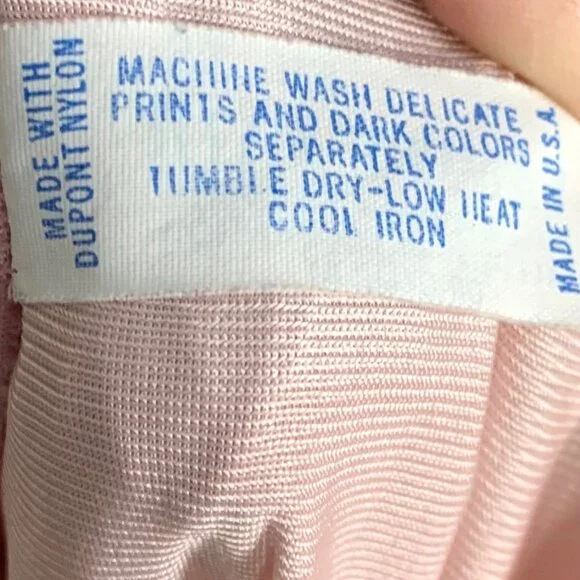 MADE WITH
DUPONT NYLON
MACHINE WASH DELICATE
PRINTS AND DARK COLORS
SEPARATELY
TUMBLE DRY-LOW HEAT
COOL IRON
MADE IN U.S.A.